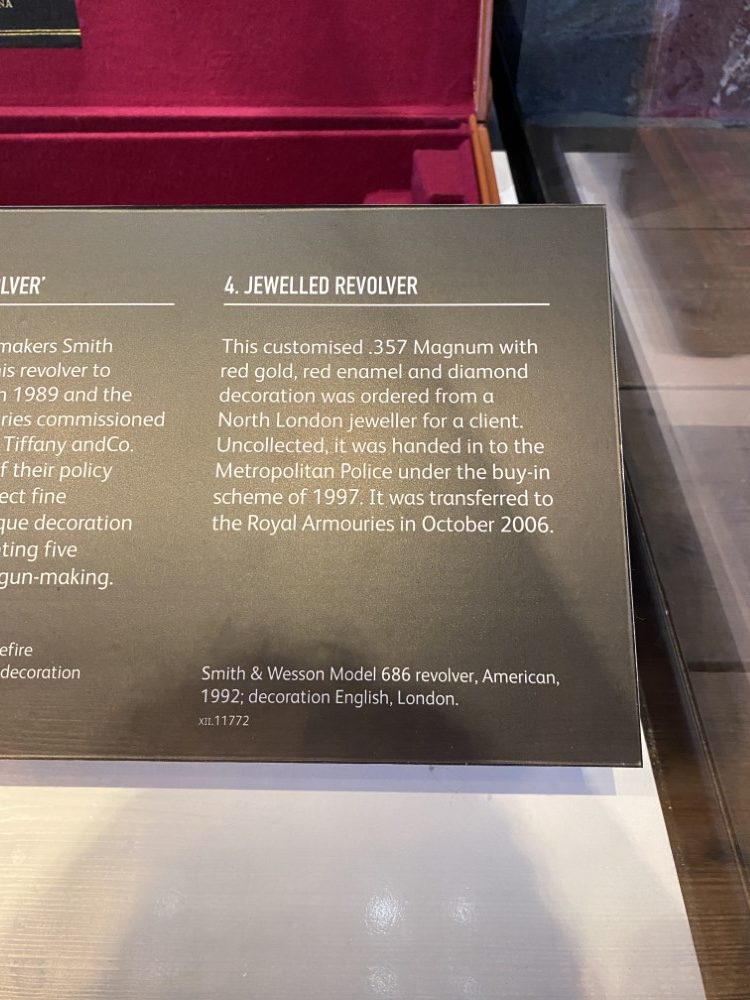 NA
LVER'
makers Smith
is revolver to
n 1989 and the
ries commissioned
Tiffany andCo.
f their policy
ect fine
que decoration
ting five
gun-making.
efire
decoration
4. JEWELLED REVOLVER
This customised .357 Magnum with
red gold, red enamel and diamond
decoration was ordered from a
North London jeweller for a client.
Uncollected, it was handed in to the
Metropolitan Police under the buy-in
scheme of 1997. It was transferred to
the Royal Armouries in October 2006.
Smith & Wesson Model 686 revolver, American,
1992; decoration English, London.
XII.11772